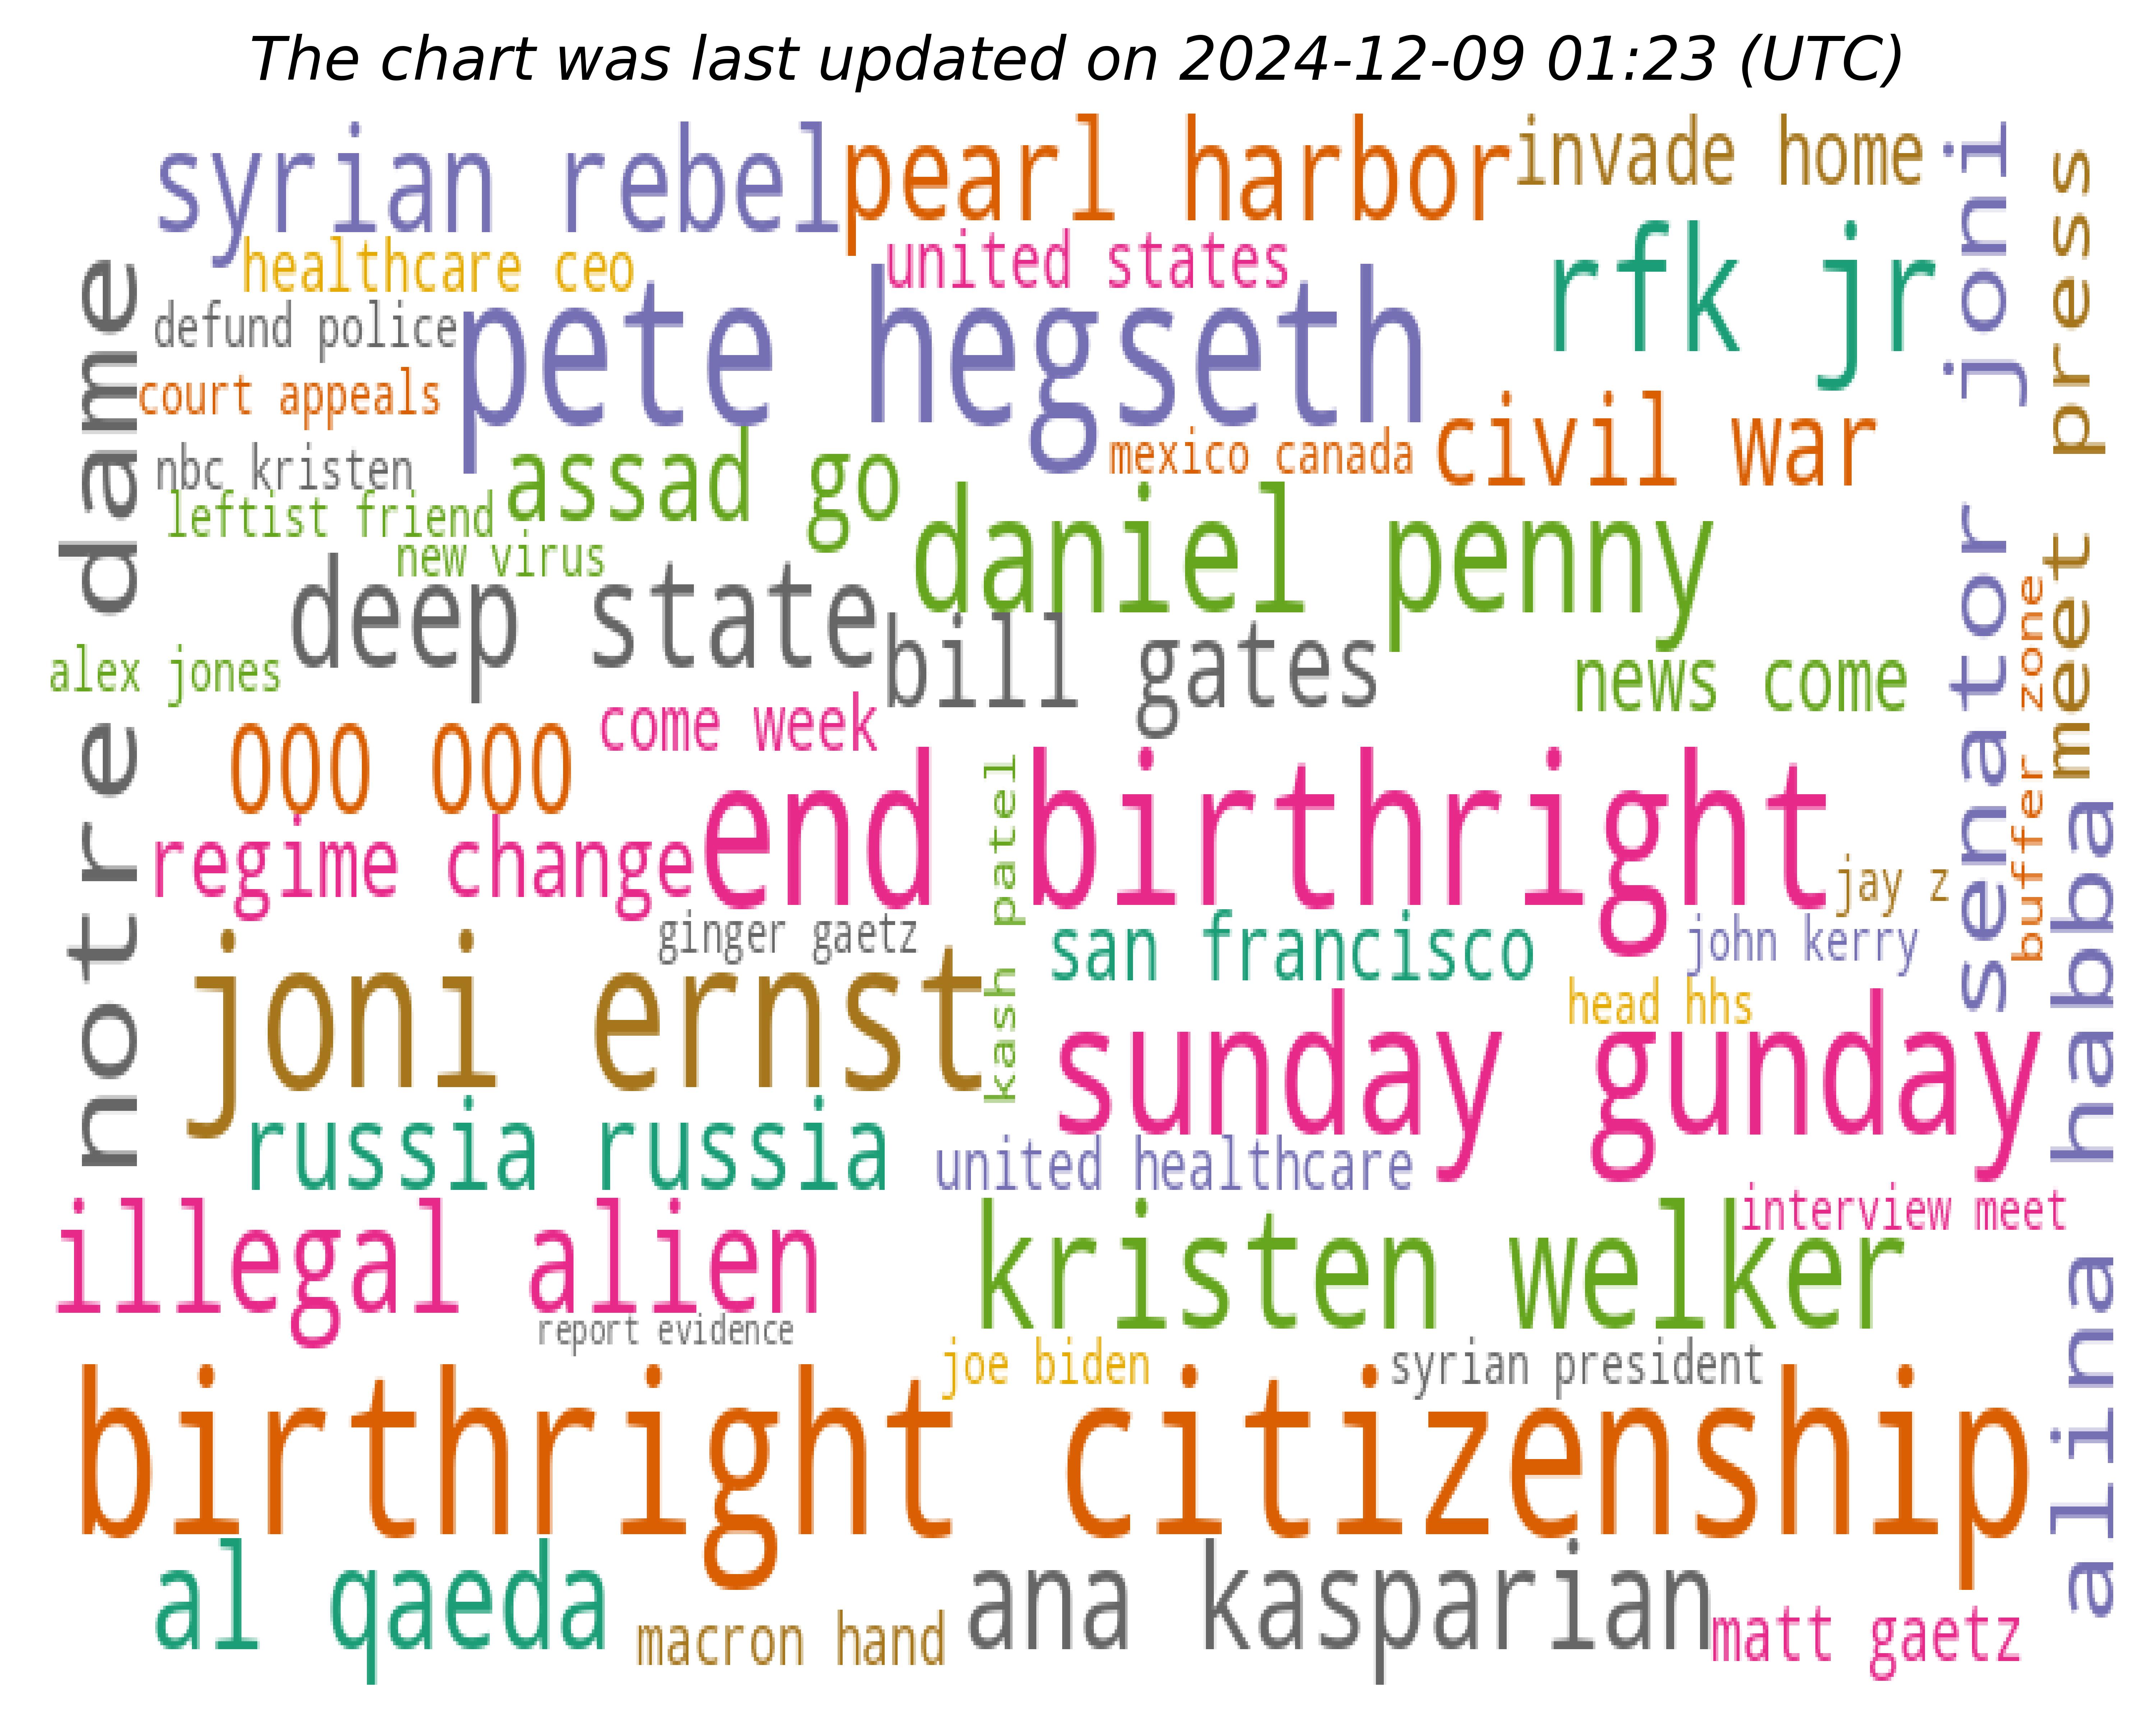 The chart was last updated on 2024-12-09 01:23 (UTC)
syrian rebel
pearl harbor
invade home
senator joni
meet press
healthcare ceo
united states
rfk jr
notre dame
defund police
pete hegseth
court appeals
civil war
nbc kristen
assad go
mexico canada
leftist friend
daniel penny
new virus
deep state
bill gates
buffer zone
alex jones
news come
come week
000 000
end birthright
kash patel
regime change
jay z
alina habba
ginger gaetz
san francisco
john kerry
joni ernst
head hhs
sunday gunday
russia russia
united healthcare
illegal alien
kristen welker
interview meet
report evidence
joe biden
syrian president
birthright citizenship
al qaeda
ana kasparian
macron hand
matt gaetz